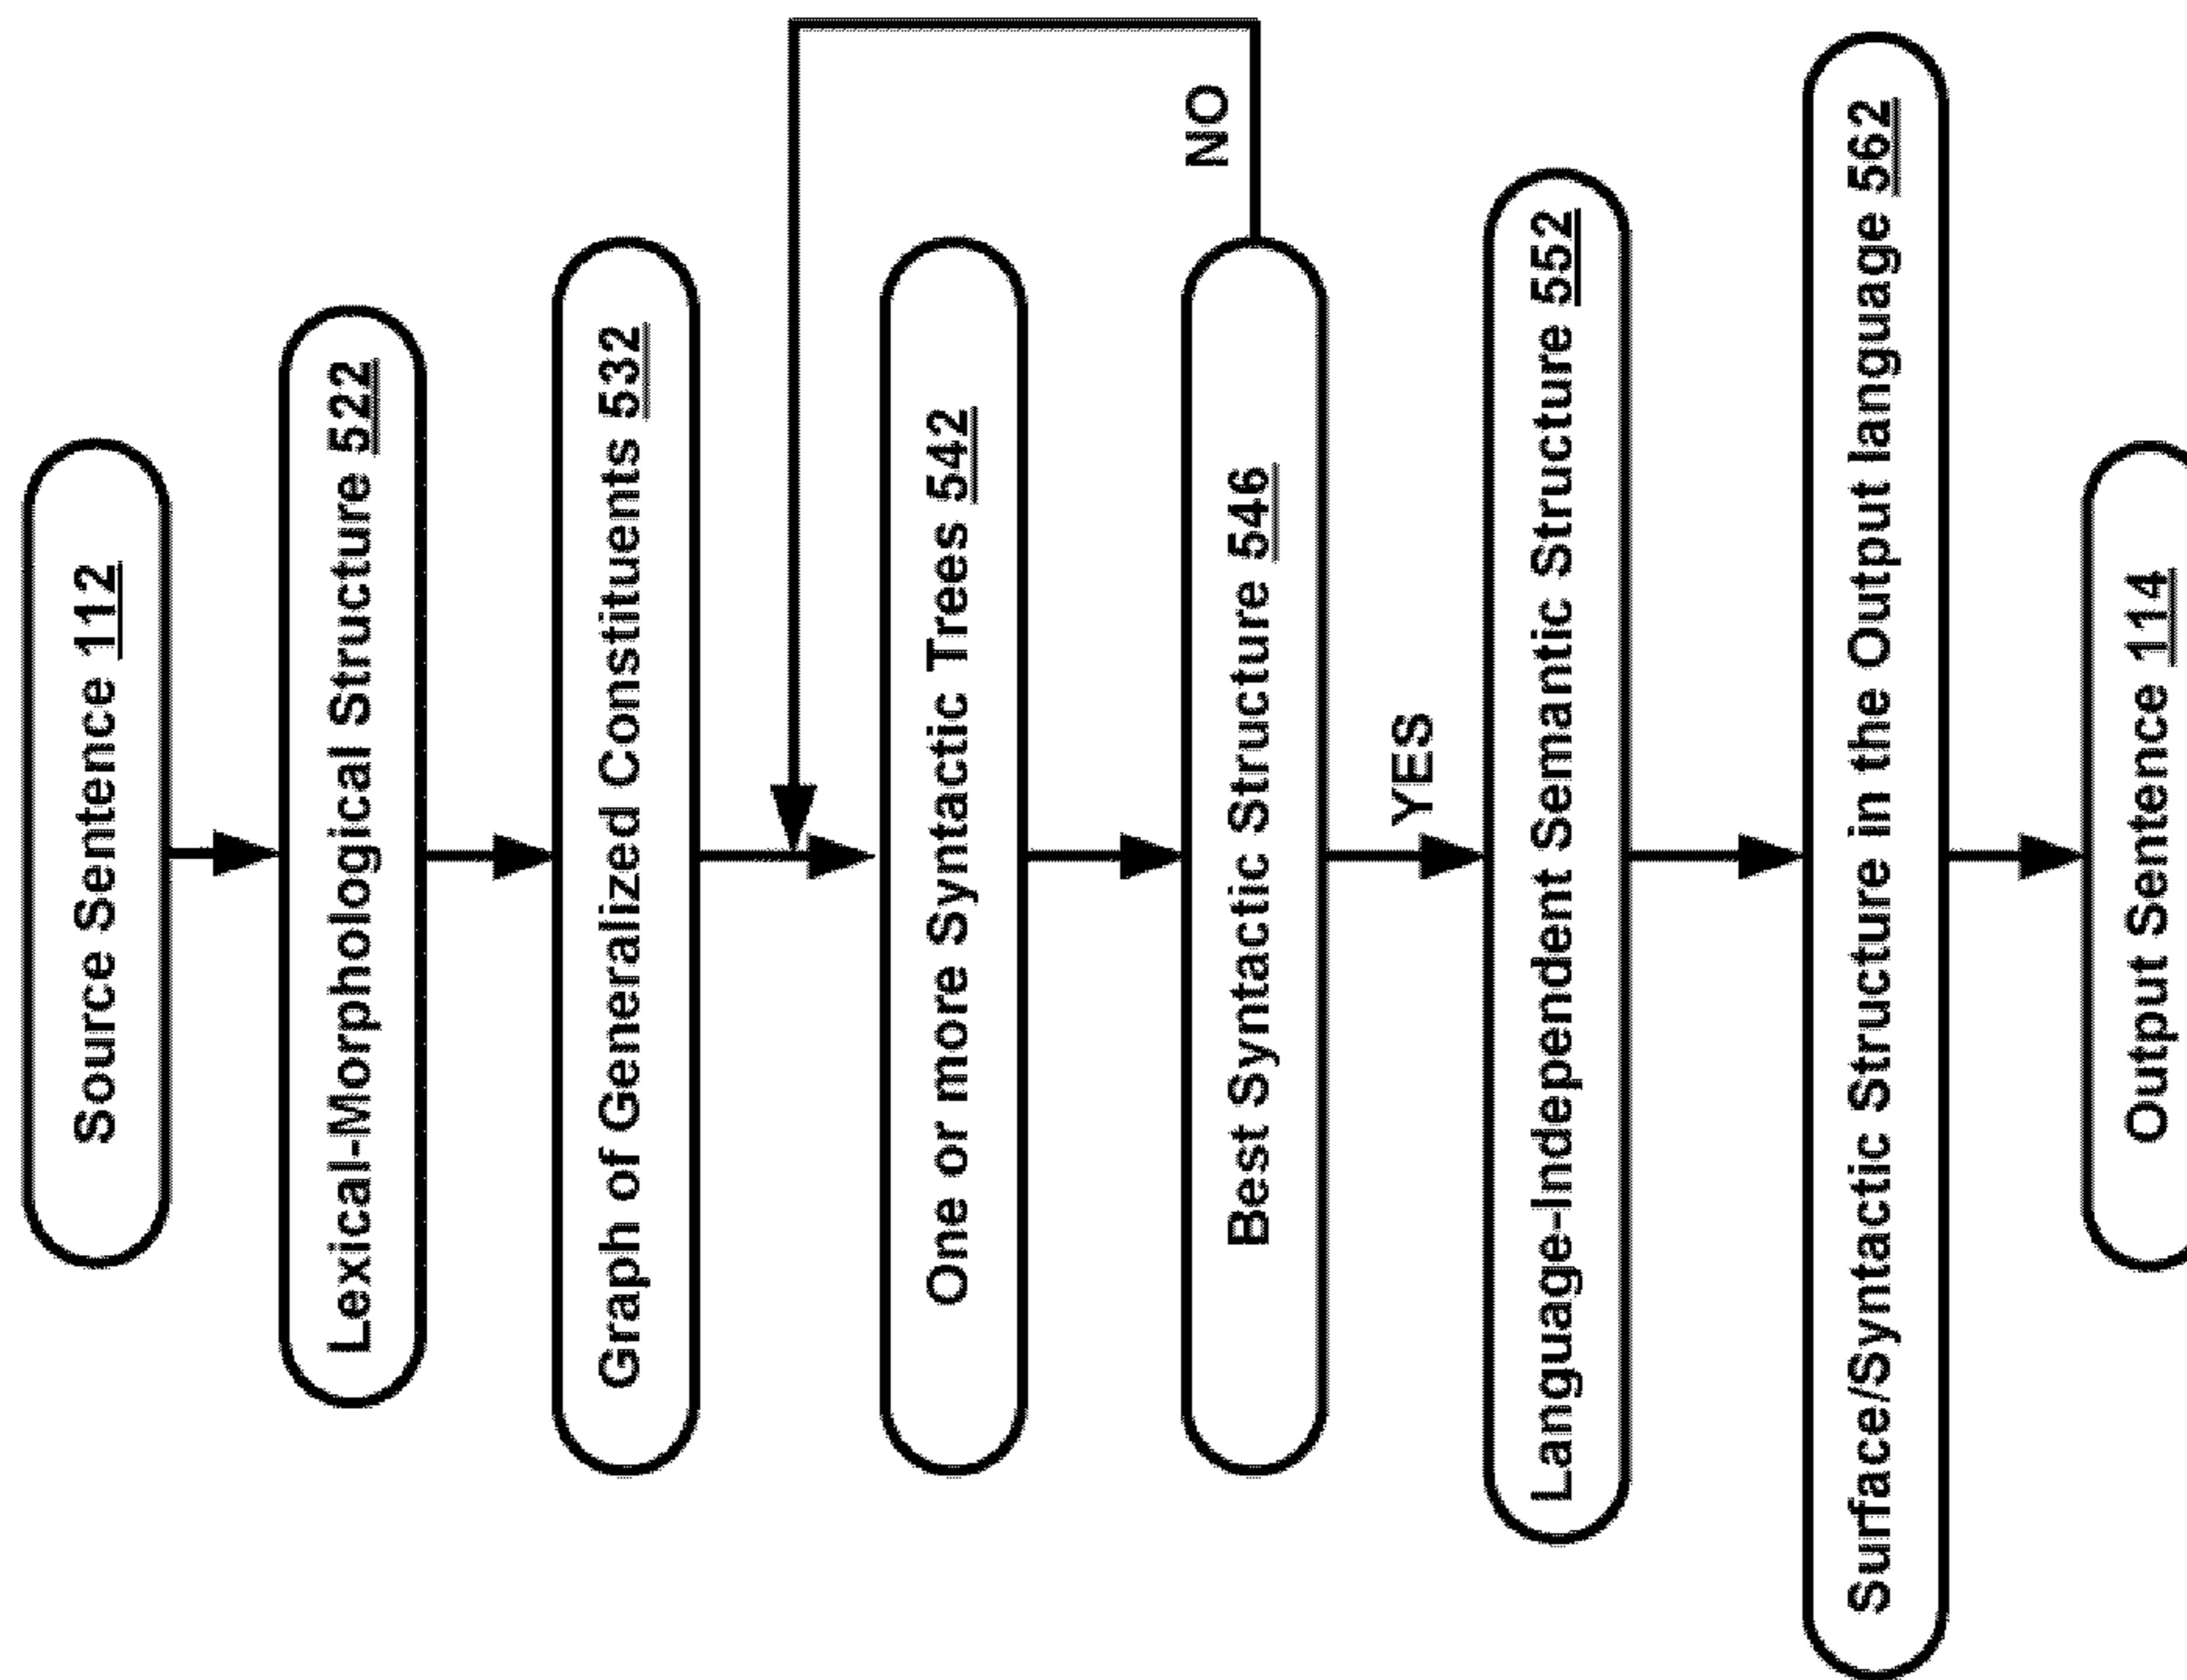 Source Sentence 112
Lexical-Morphological Structure 522
Graph of Generalized Constituents 532
One or more Syntactic Trees 542
Best Syntactic Structure 546
NO
YES
Language-Independent Semantic Structure 552
Surface/Syntactic Structure in the Output language 562
Output Sentence 114